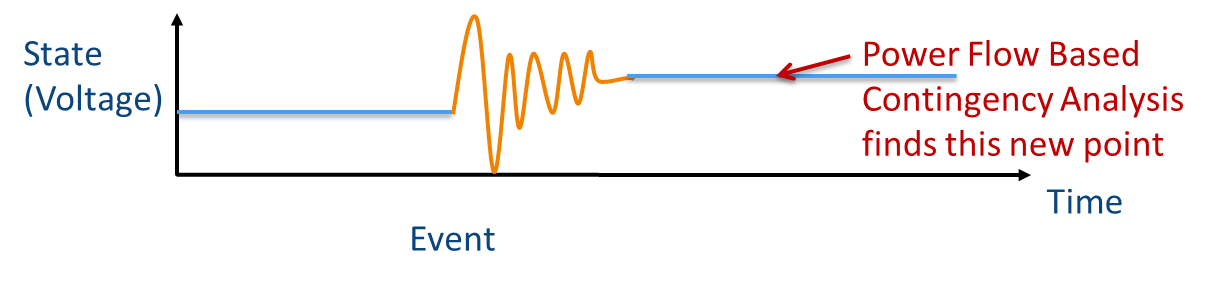 State
(Voltage)
Power Flow Based
Contingency Analysis
finds this new point
Time
Event